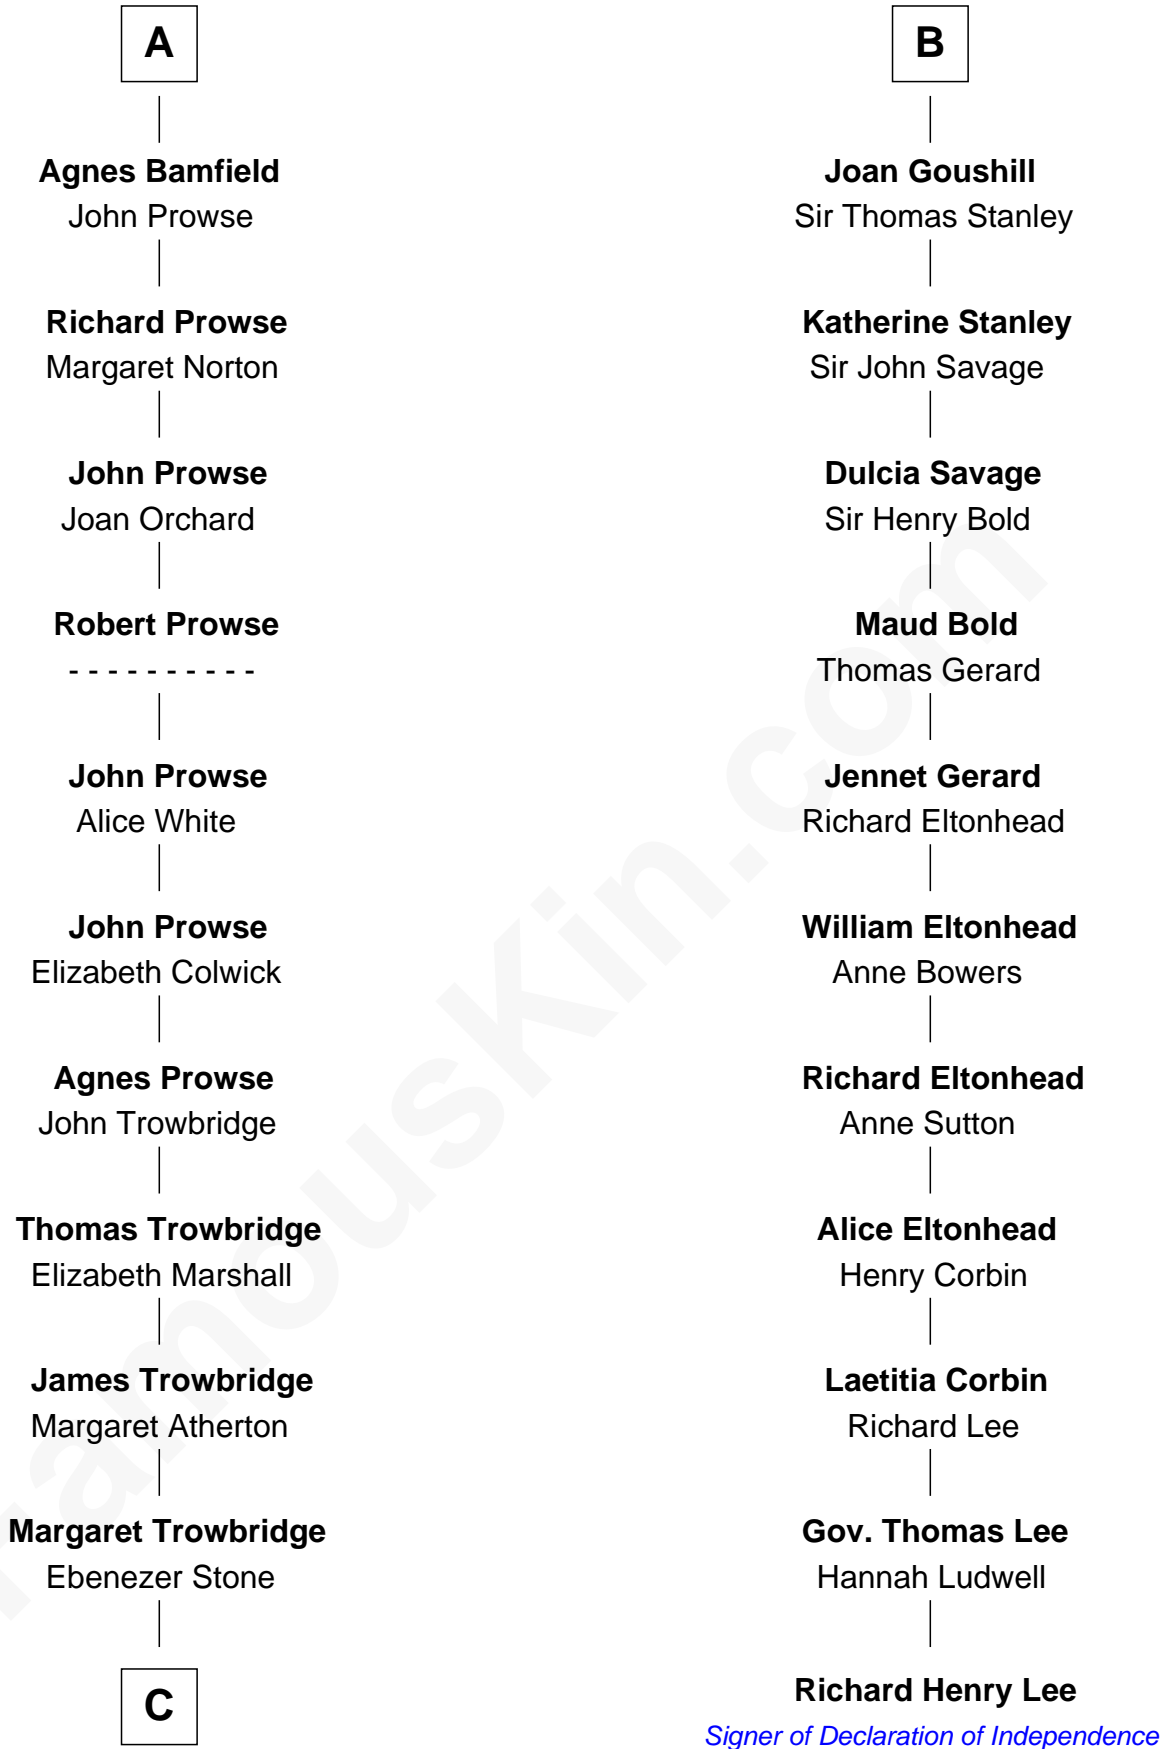 A
Agnes Bamfield
John Prowse
Richard Prowse
Margaret Norton
John Prowse
Joan Orchard
Robert Prowse
- - - - - - - - - -
John Prowse
Alice White
John Prowse
Elizabeth Colwick
Agnes Prowse
John Trowbridge
Thomas Trowbridge
Elizabeth Marshall
James Trowbridge
Margaret Atherton
Margaret Trowbridge
Ebenezer Stone
C
B
Joan Goushill
Sir Thomas Stanley
Katherine Stanley
Sir John Savage
Dulcia Savage
Sir Henry Bold
Maud Bold
Thomas Gerard
Jennet Gerard
Richard Eltonhead
William Eltonhead
Anne Bowers
Richard Eltonhead
Anne Sutton
Alice Eltonhead
Henry Corbin
Laetitia Corbin
Richard Lee
Gov. Thomas Lee
Hannah Ludwell
Richard Henry Lee
Signer of Declaration of Independence
FamousKin.com